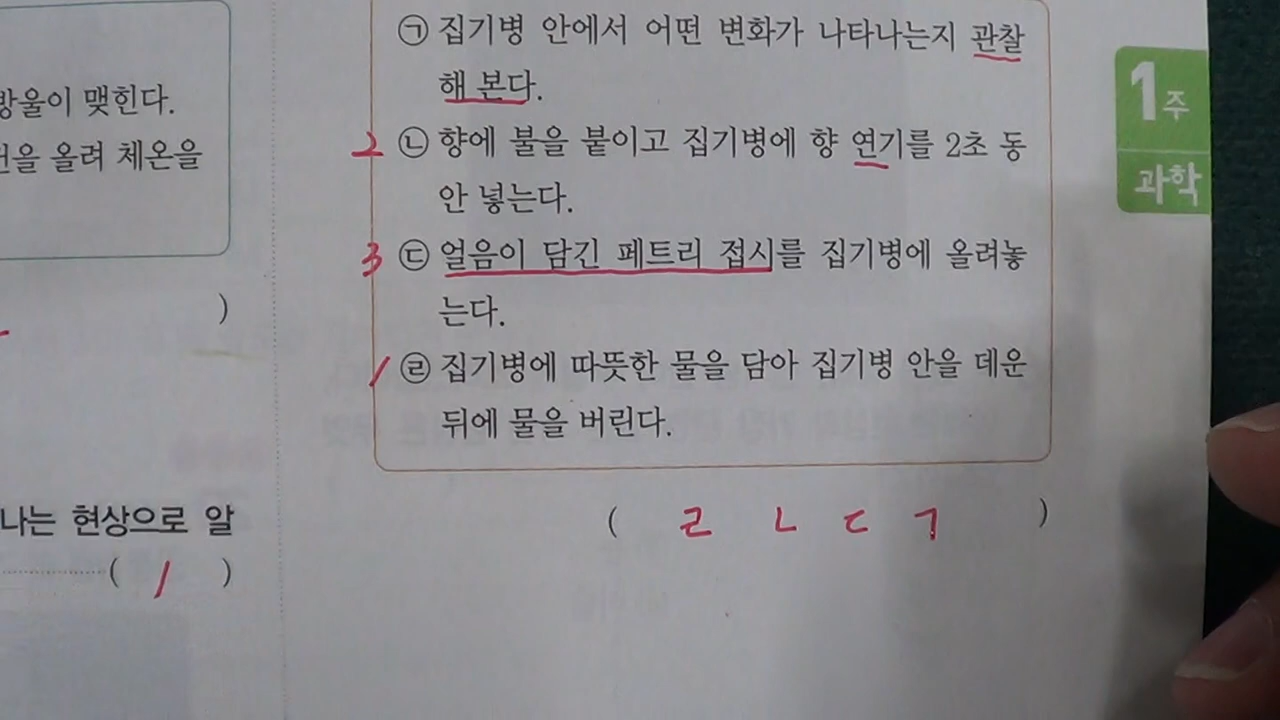 방울이 맺힌다.
을 올려 체온을
)
나는 현상으로 알
( 1 )
㉠ 집기병 안에서 어떤 변화가 나타나는지 관찰
해 본다.
2 ㉡ 향에 불을 붙이고 집기병에 향 연기를 2초 동
안 넣는다.
3 ㉢ 얼음이 담긴 페트리 접시를 집기병에 올려놓
는다.
1 ㉣ 집기병에 따뜻한 물을 담아 집기병 안을 데운
뒤에 물을 버린다.
( ㄹ ㄴ ㄷ ㄱ )
1주
과학